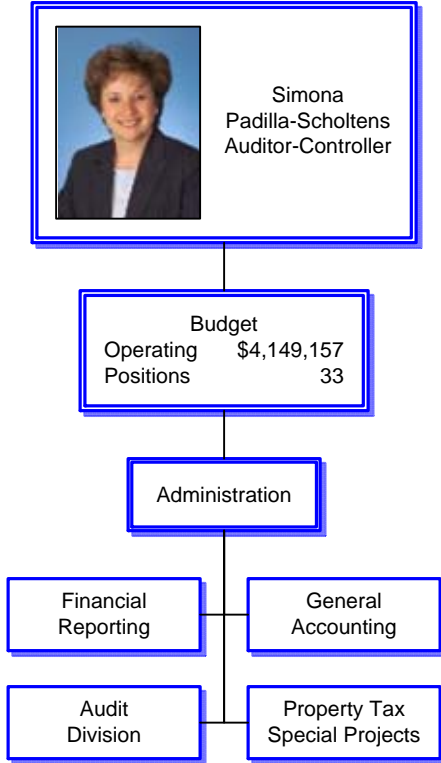 Simona
Padilla-Scholtens
Auditor-Controller
Budget
Operating $4,149,157
Positions 33
Administration
Financial
Reporting
General
Accounting
Audit
Division
Property Tax
Special Projects